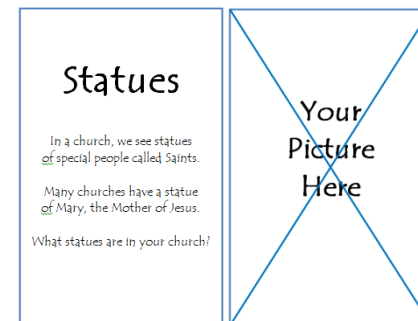 Statues
In a church, we see statues
of special people called Saints.
Many churches have a statue
of Mary, the Mother of Jesus.
What statues are in your church?
Your
Picture
Here